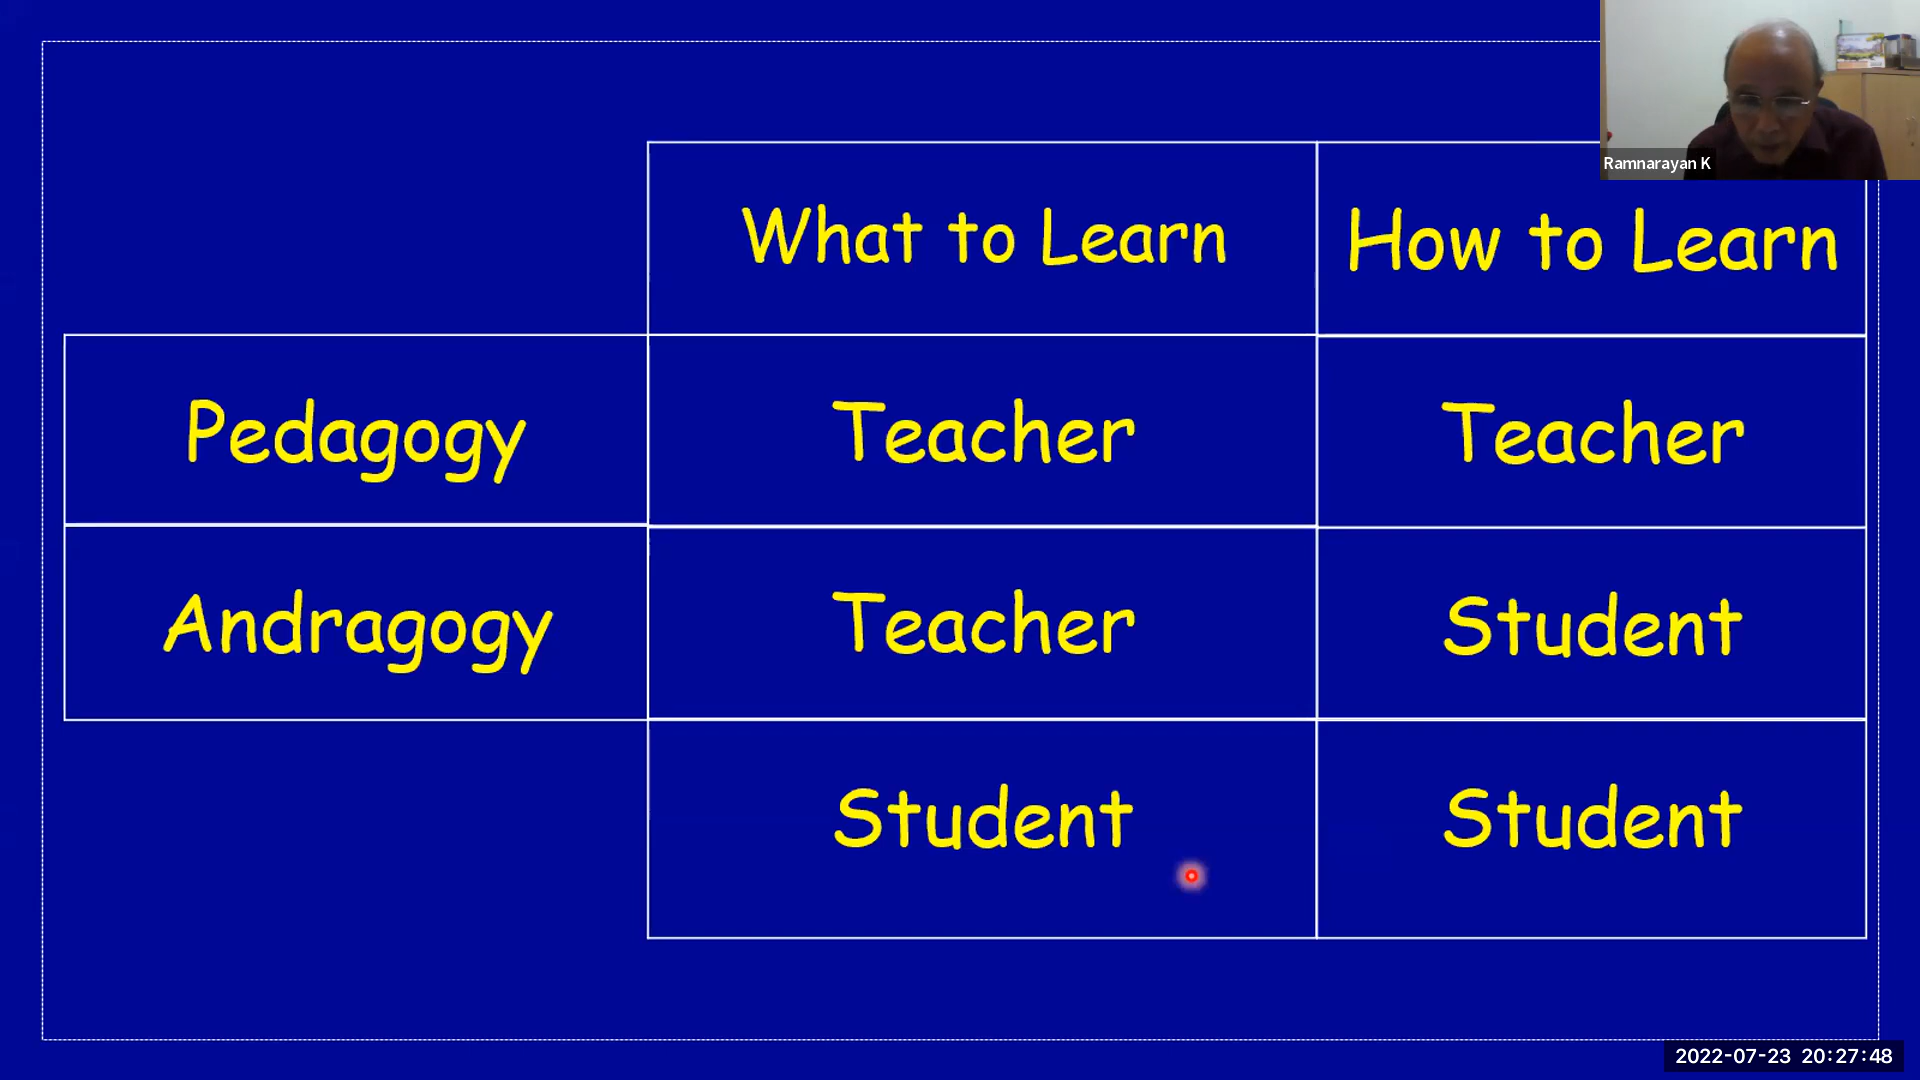 Ramnarayan K
What to Learn How to Learn
Pedagogy Teacher Teacher
Andragogy Teacher Student
Student Student
2022-07-23 20:27:48